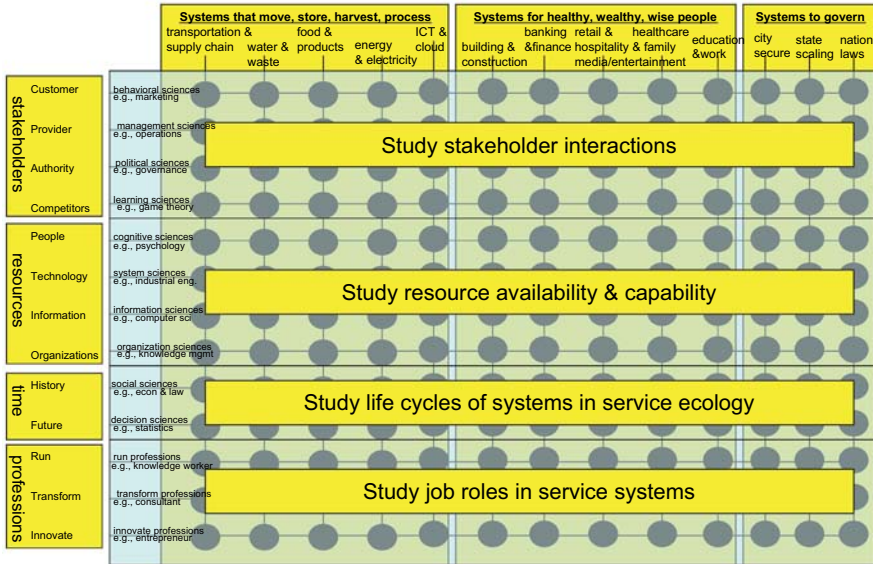 Systems that move, store, harvest, process
Systems for healthy, wealthy, wise people
Systems to govern
transportation &
supply chain
water &
waste
food &
products
energy
& electricity
ICT &
cloud
building &
construction
banking
&finance
retail &
hospitality
media/entertainment
healthcare
& family
education
&work
city
secure
state
scaling
nation
laws
stakeholders
Customer
behavioral sciences
e.g., marketing
Provider
management sciences
e.g., operations
Study stakeholder interactions
Authority
political sciences
e.g., governance
Competitors
learning sciences
e.g., game theory
resources
People
cognitive sciences
e.g., psychology
Technology
system sciences
e.g., industrial eng.
Study resource availability & capability
Information
information sciences
e.g., computer sci
Organizations
organization sciences
e.g., knowledge mgmt
time
History
social sciences
e.g., econ & law
Study life cycles of systems in service ecology
Future
decision sciences
e.g., statistics
professions
Run
run professions
e.g., knowledge worker
Study job roles in service systems
Transform
transform professions
e.g., consultant
Innovate
innovate professions
e.g., entrepreneur